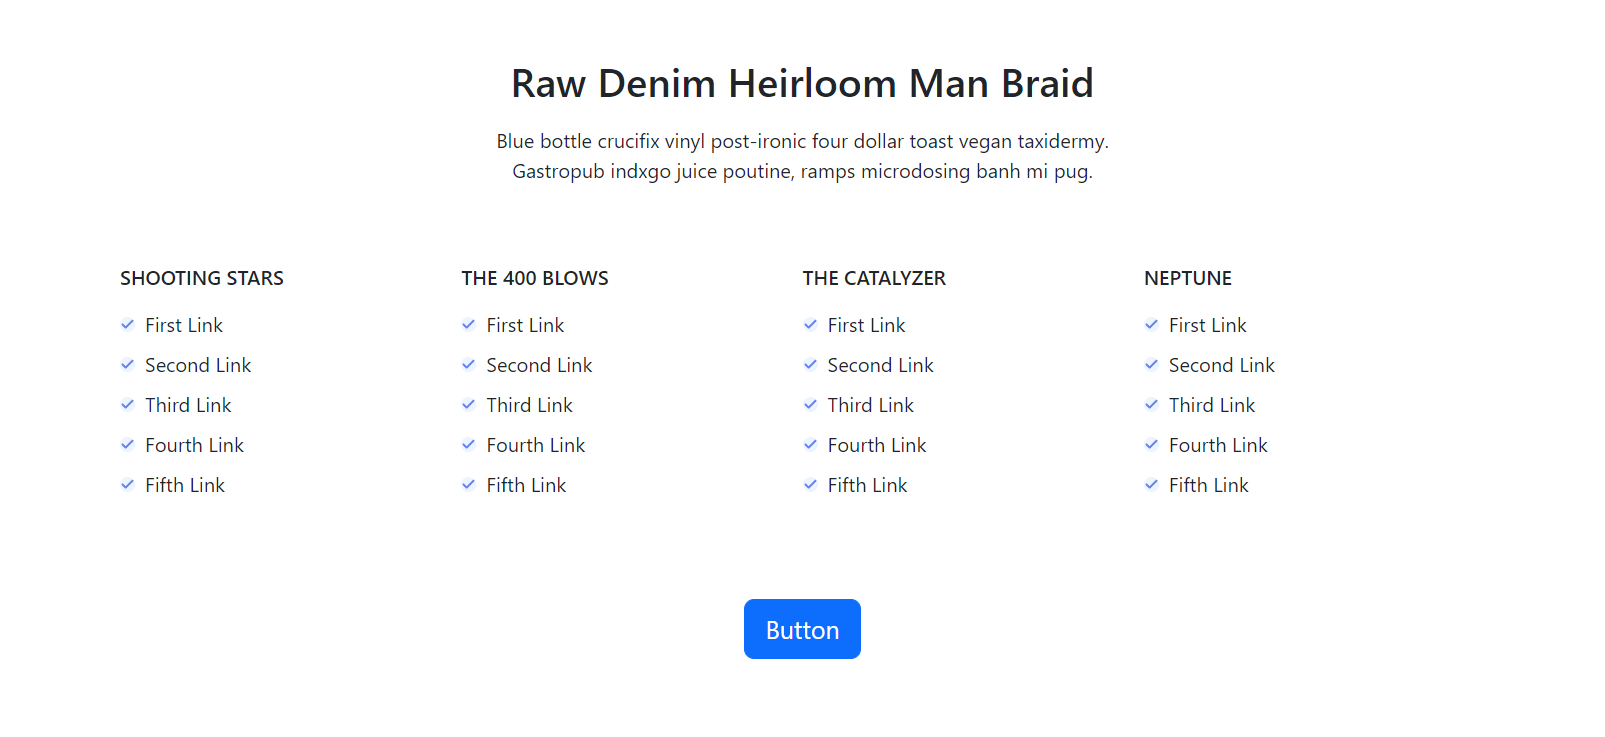 Raw Denim Heirloom Man Braid
Blue bottle crucifix vinyl post-ironic four dollar toast vegan taxidermy.
Gastropub indxgo juice poutine, ramps microdosing banh mi pug.
SHOOTING STARS
First Link
Second Link
Third Link
Fourth Link
Fifth Link
THE 400 BLOWS
First Link
Second Link
Third Link
Fourth Link
Fifth Link
THE CATALYZER
First Link
Second Link
Third Link
Fourth Link
Fifth Link
NEPTUNE
First Link
Second Link
Third Link
Fourth Link
Fifth Link
Button